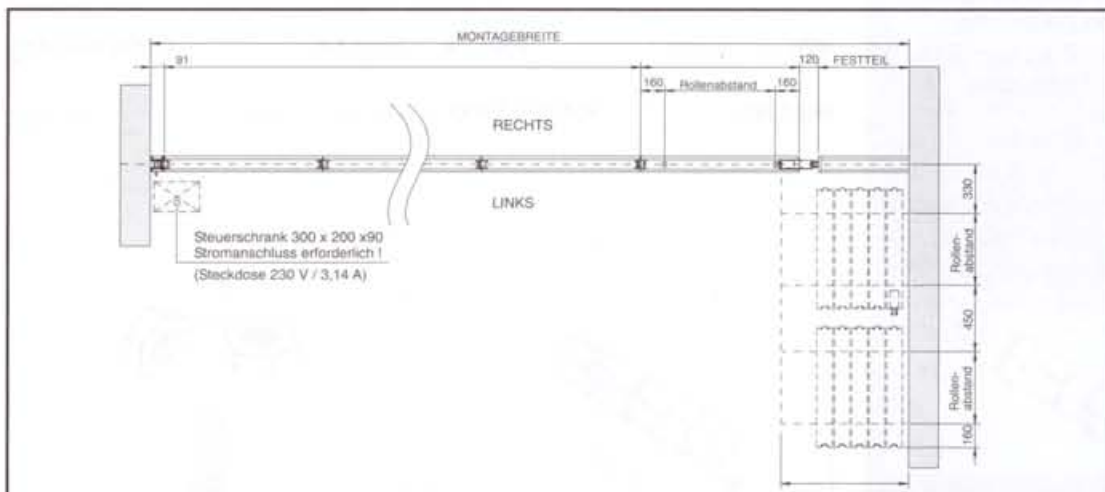 MONTAGEBREITE
91
120
FESTTEIL
160
Rollenabstand
160
RECHTS
LINKS
330
Steuerschrank 300 x 200 x90
Stromanschluss erforderlich !
(Steckdose 230 V / 3,14 A)
Rollen-
abstand
450
Rollen-
abstand
160